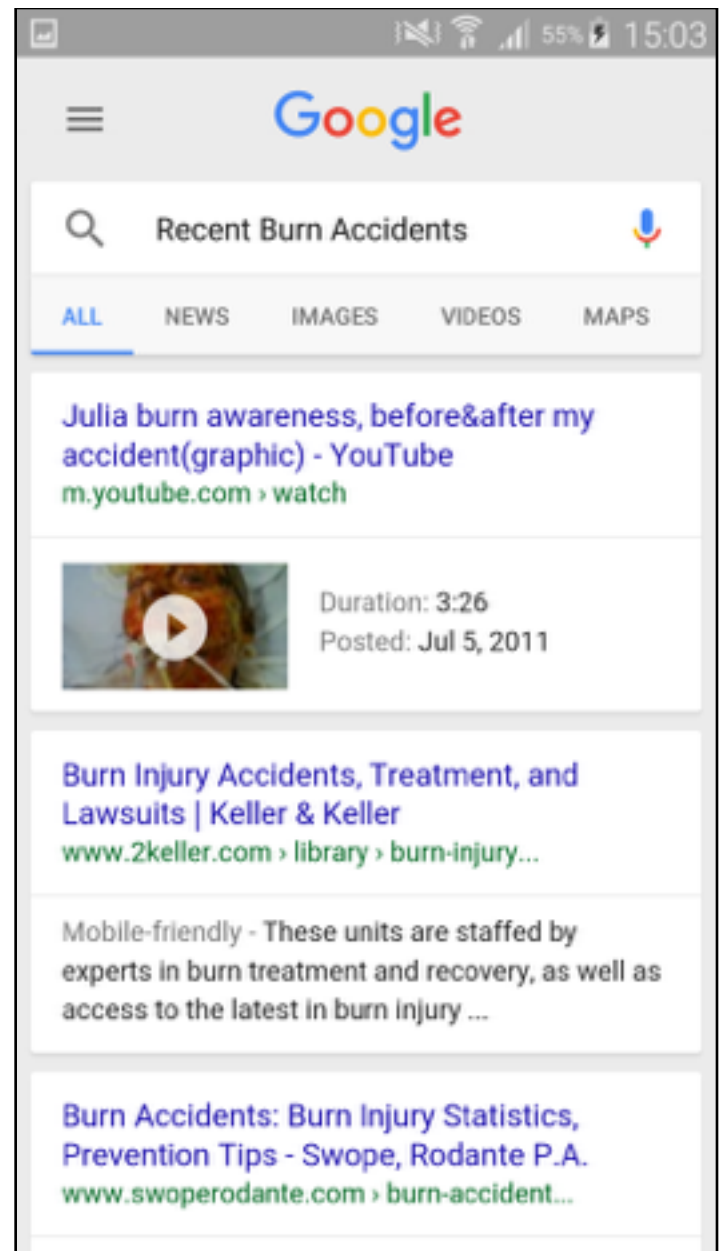 55% 15:03
Google
Recent Burn Accidents
ALL NEWS IMAGES VIDEOS MAPS
Julia burn awareness, before&after my
accident(graphic) - YouTube
m.youtube.com › watch
Duration: 3:26
Posted: Jul 5, 2011
Burn Injury Accidents, Treatment, and
Lawsuits | Keller & Keller
www.2keller.com › library › burn-injury...
Mobile-friendly - These units are staffed by
experts in burn treatment and recovery, as well as
access to the latest in burn injury ...
Burn Accidents: Burn Injury Statistics,
Prevention Tips - Swope, Rodante P.A.
www.swoperodante.com › burn-accident...